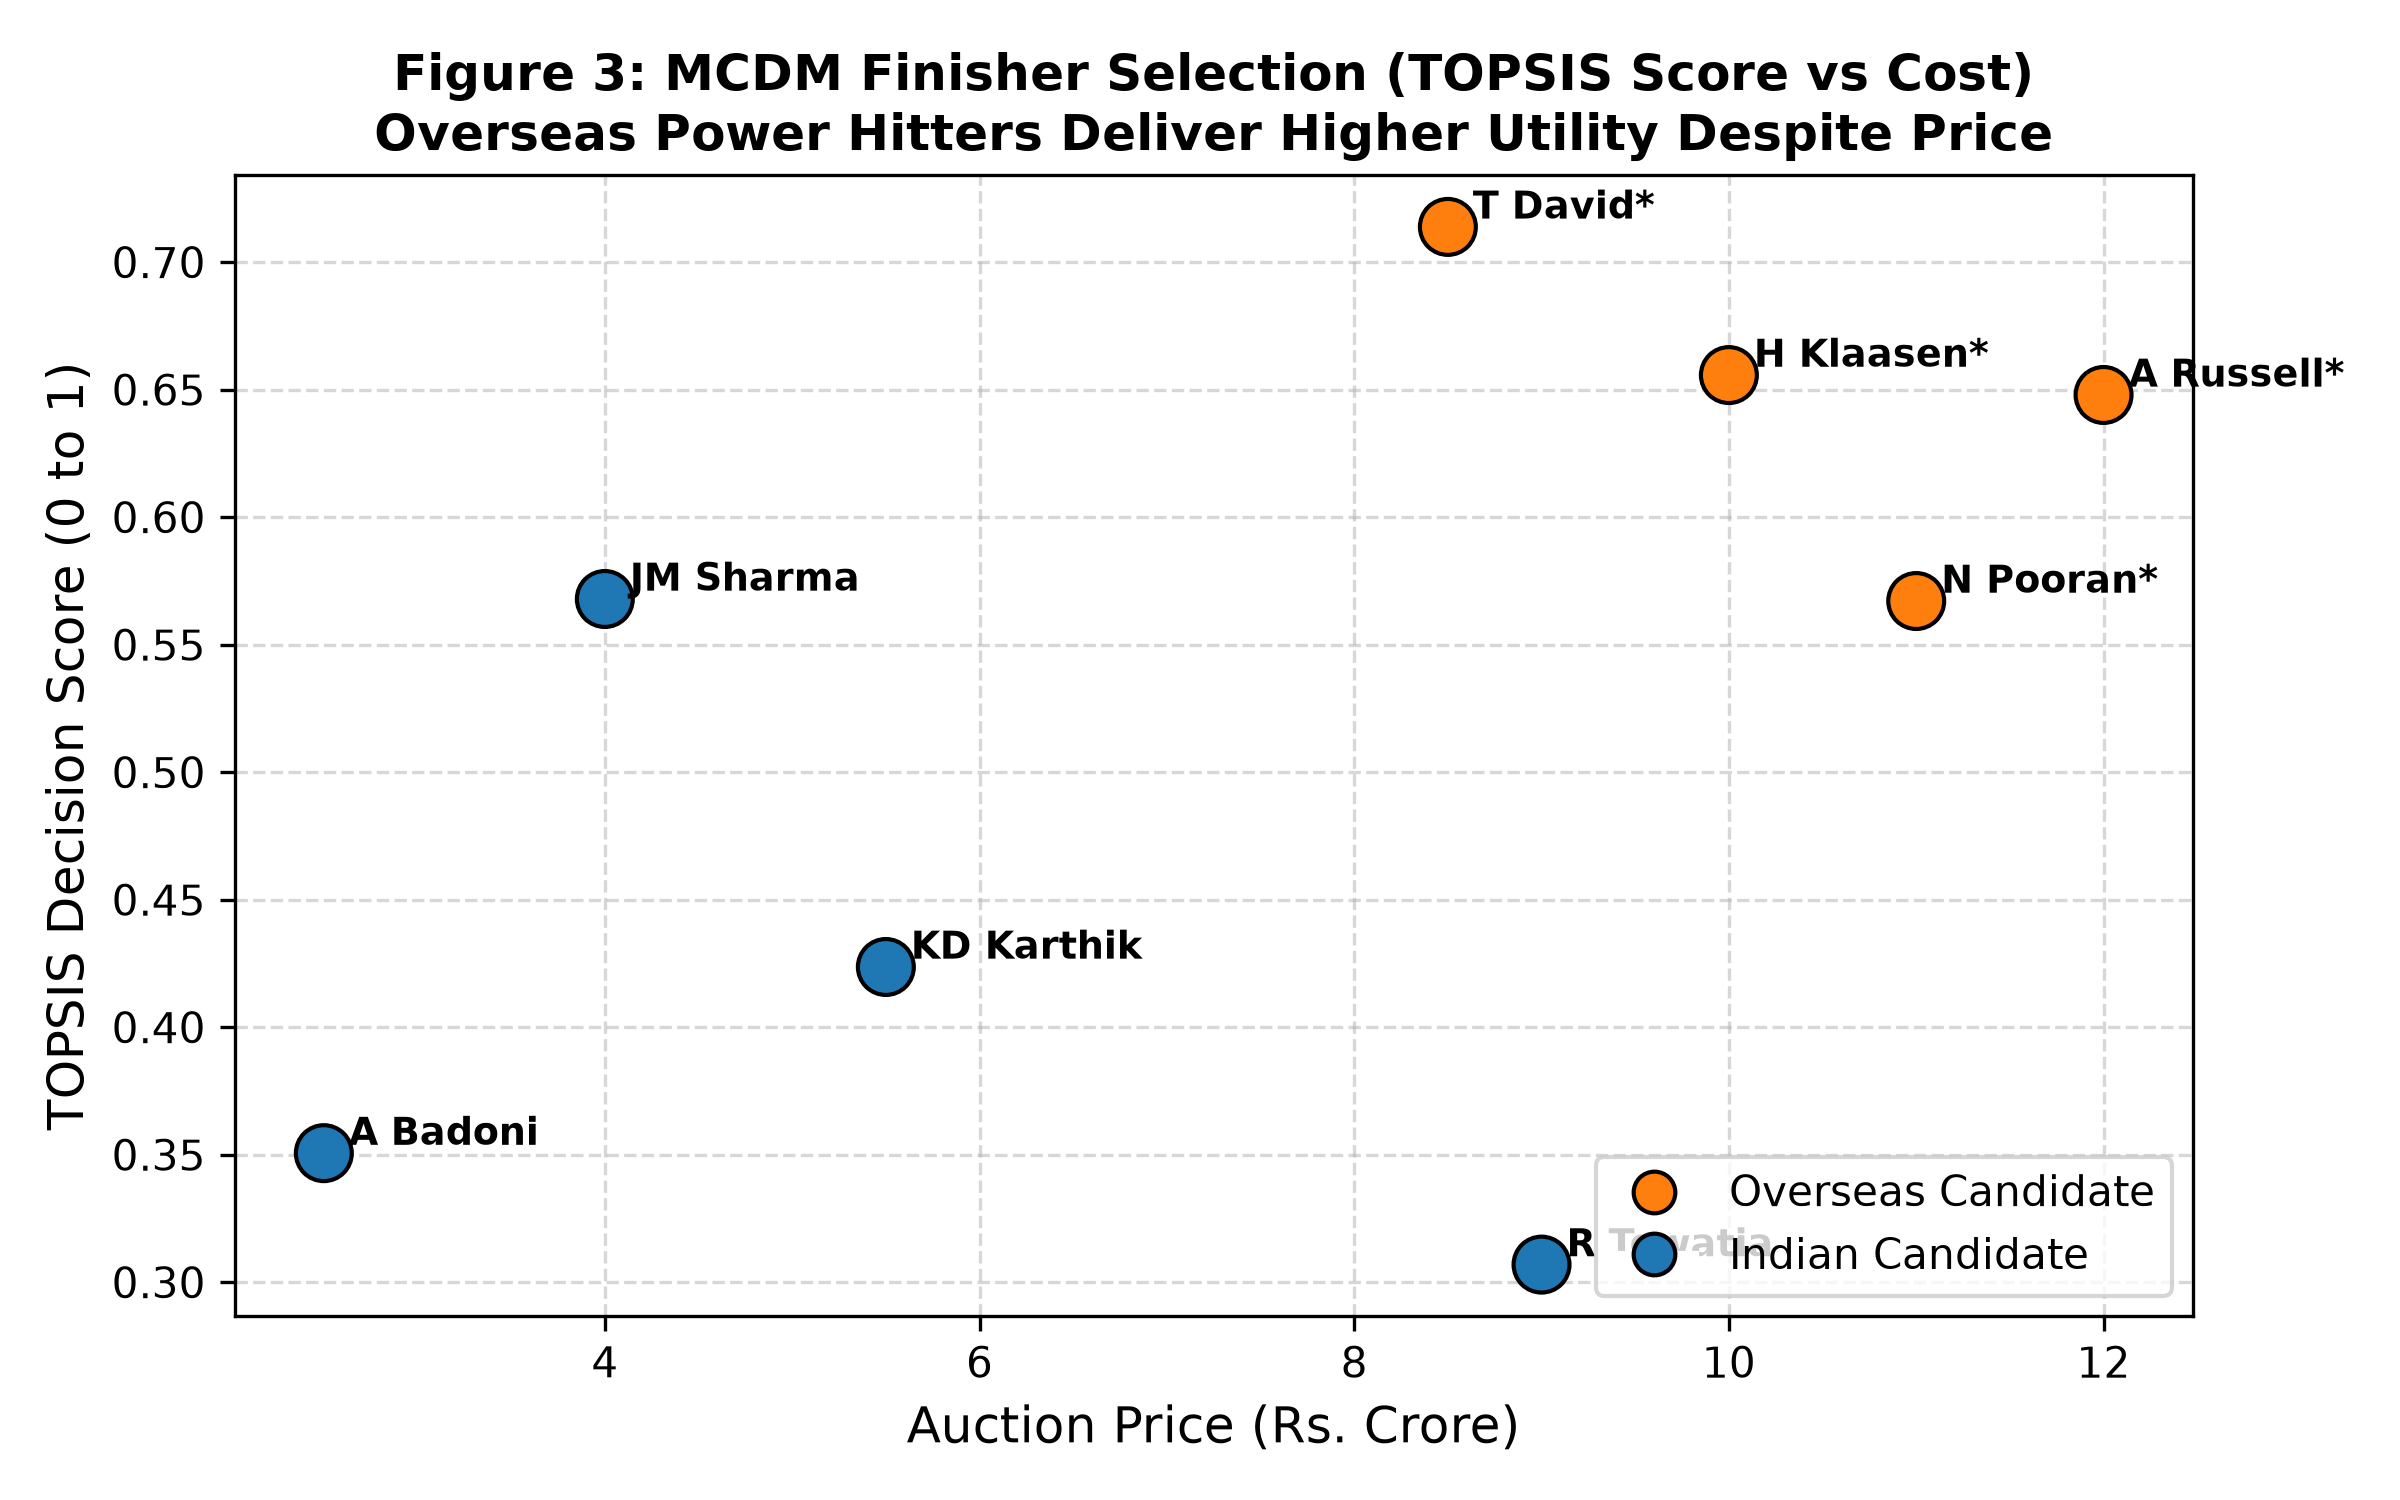 Figure 3: MCDM Finisher Selection (TOPSIS Score vs Cost)
Overseas Power Hitters Deliver Higher Utility Despite Price
TOPSIS Decision Score (0 to 1)
0.70
0.65
0.60
0.55
0.50
0.45
0.40
0.35
0.30
T David*
H Klaasen*
A Russell*
JM Sharma
N Pooran*
KD Karthik
A Badoni
R Tewatia
Overseas Candidate
Indian Candidate
4
6
8
10
12
Auction Price (Rs. Crore)